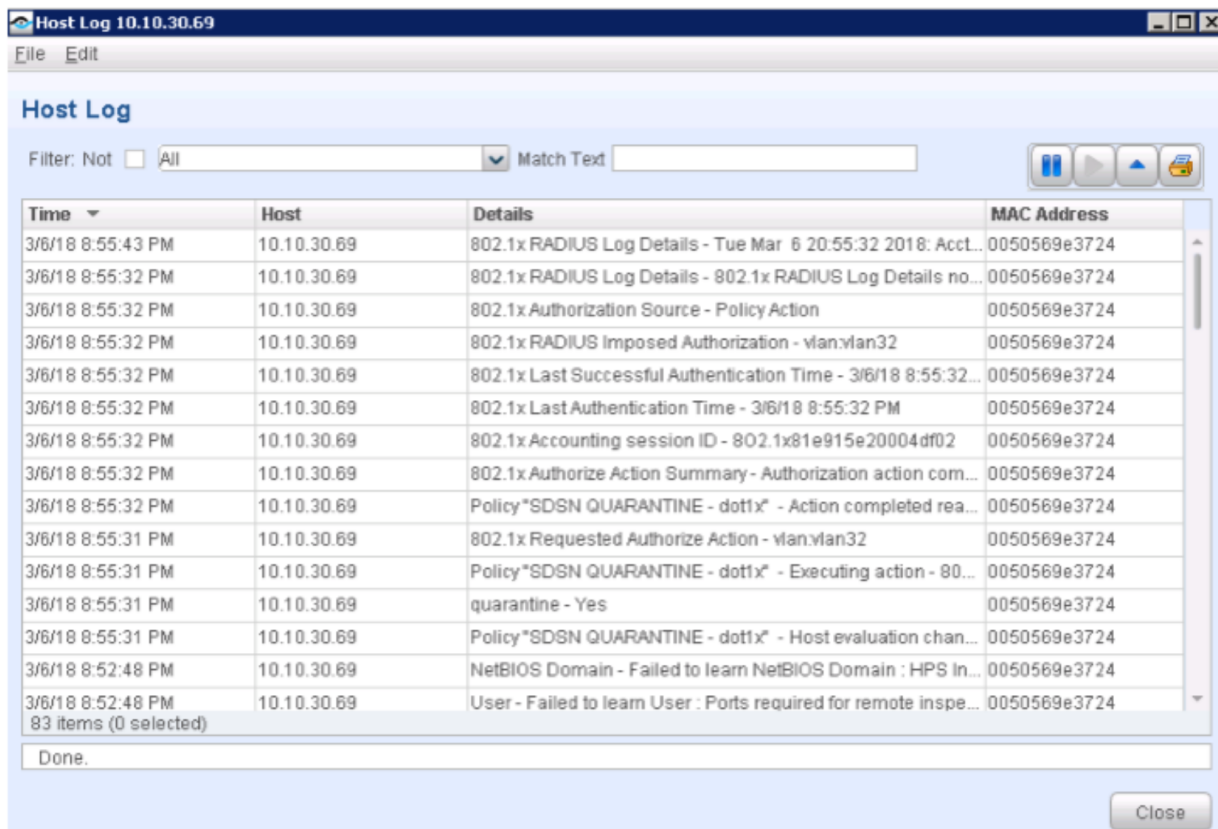 Host Log 10.10.30.69
File Edit
Host Log
Filter: Not All Match Text
Time Host Details MAC Address
3/6/18 8:55:43 PM 10.10.30.69 802.1x RADIUS Log Details - Tue Mar 6 20:55:32 2018: Acct... 0050569e3724
3/6/18 8:55:32 PM 10.10.30.69 802.1x RADIUS Log Details - 802.1x RADIUS Log Details no... 0050569e3724
3/6/18 8:55:32 PM 10.10.30.69 802.1x Authorization Source - Policy Action 0050569e3724
3/6/18 8:55:32 PM 10.10.30.69 802.1x RADIUS Imposed Authorization - vlan:vlan32 0050569e3724
3/6/18 8:55:32 PM 10.10.30.69 802.1x Last Successful Authentication Time - 3/6/18 8:55:32... 0050569e3724
3/6/18 8:55:32 PM 10.10.30.69 802.1x Last Authentication Time - 3/6/18 8:55:32 PM 0050569e3724
3/6/18 8:55:32 PM 10.10.30.69 802.1x Accounting session ID - 8O2.1x81e915e20004df02 0050569e3724
3/6/18 8:55:32 PM 10.10.30.69 802.1x Authorize Action Summary - Authorization action com... 0050569e3724
3/6/18 8:55:32 PM 10.10.30.69 Policy "SDSN QUARANTINE - dot1x" - Action completed rea... 0050569e3724
3/6/18 8:55:31 PM 10.10.30.69 802.1x Requested Authorize Action - vlan:vlan32 0050569e3724
3/6/18 8:55:31 PM 10.10.30.69 Policy "SDSN QUARANTINE - dot1x" - Executing action - 80... 0050569e3724
3/6/18 8:55:31 PM 10.10.30.69 quarantine - Yes 0050569e3724
3/6/18 8:55:31 PM 10.10.30.69 Policy "SDSN QUARANTINE - dot1x" - Host evaluation chan... 0050569e3724
3/6/18 8:52:48 PM 10.10.30.69 NetBIOS Domain - Failed to learn NetBIOS Domain : HPS In... 0050569e3724
3/6/18 8:52:48 PM 10.10.30.69 User - Failed to learn User : Ports required for remote inspe... 0050569e3724
83 items (0 selected)
Done.
Close